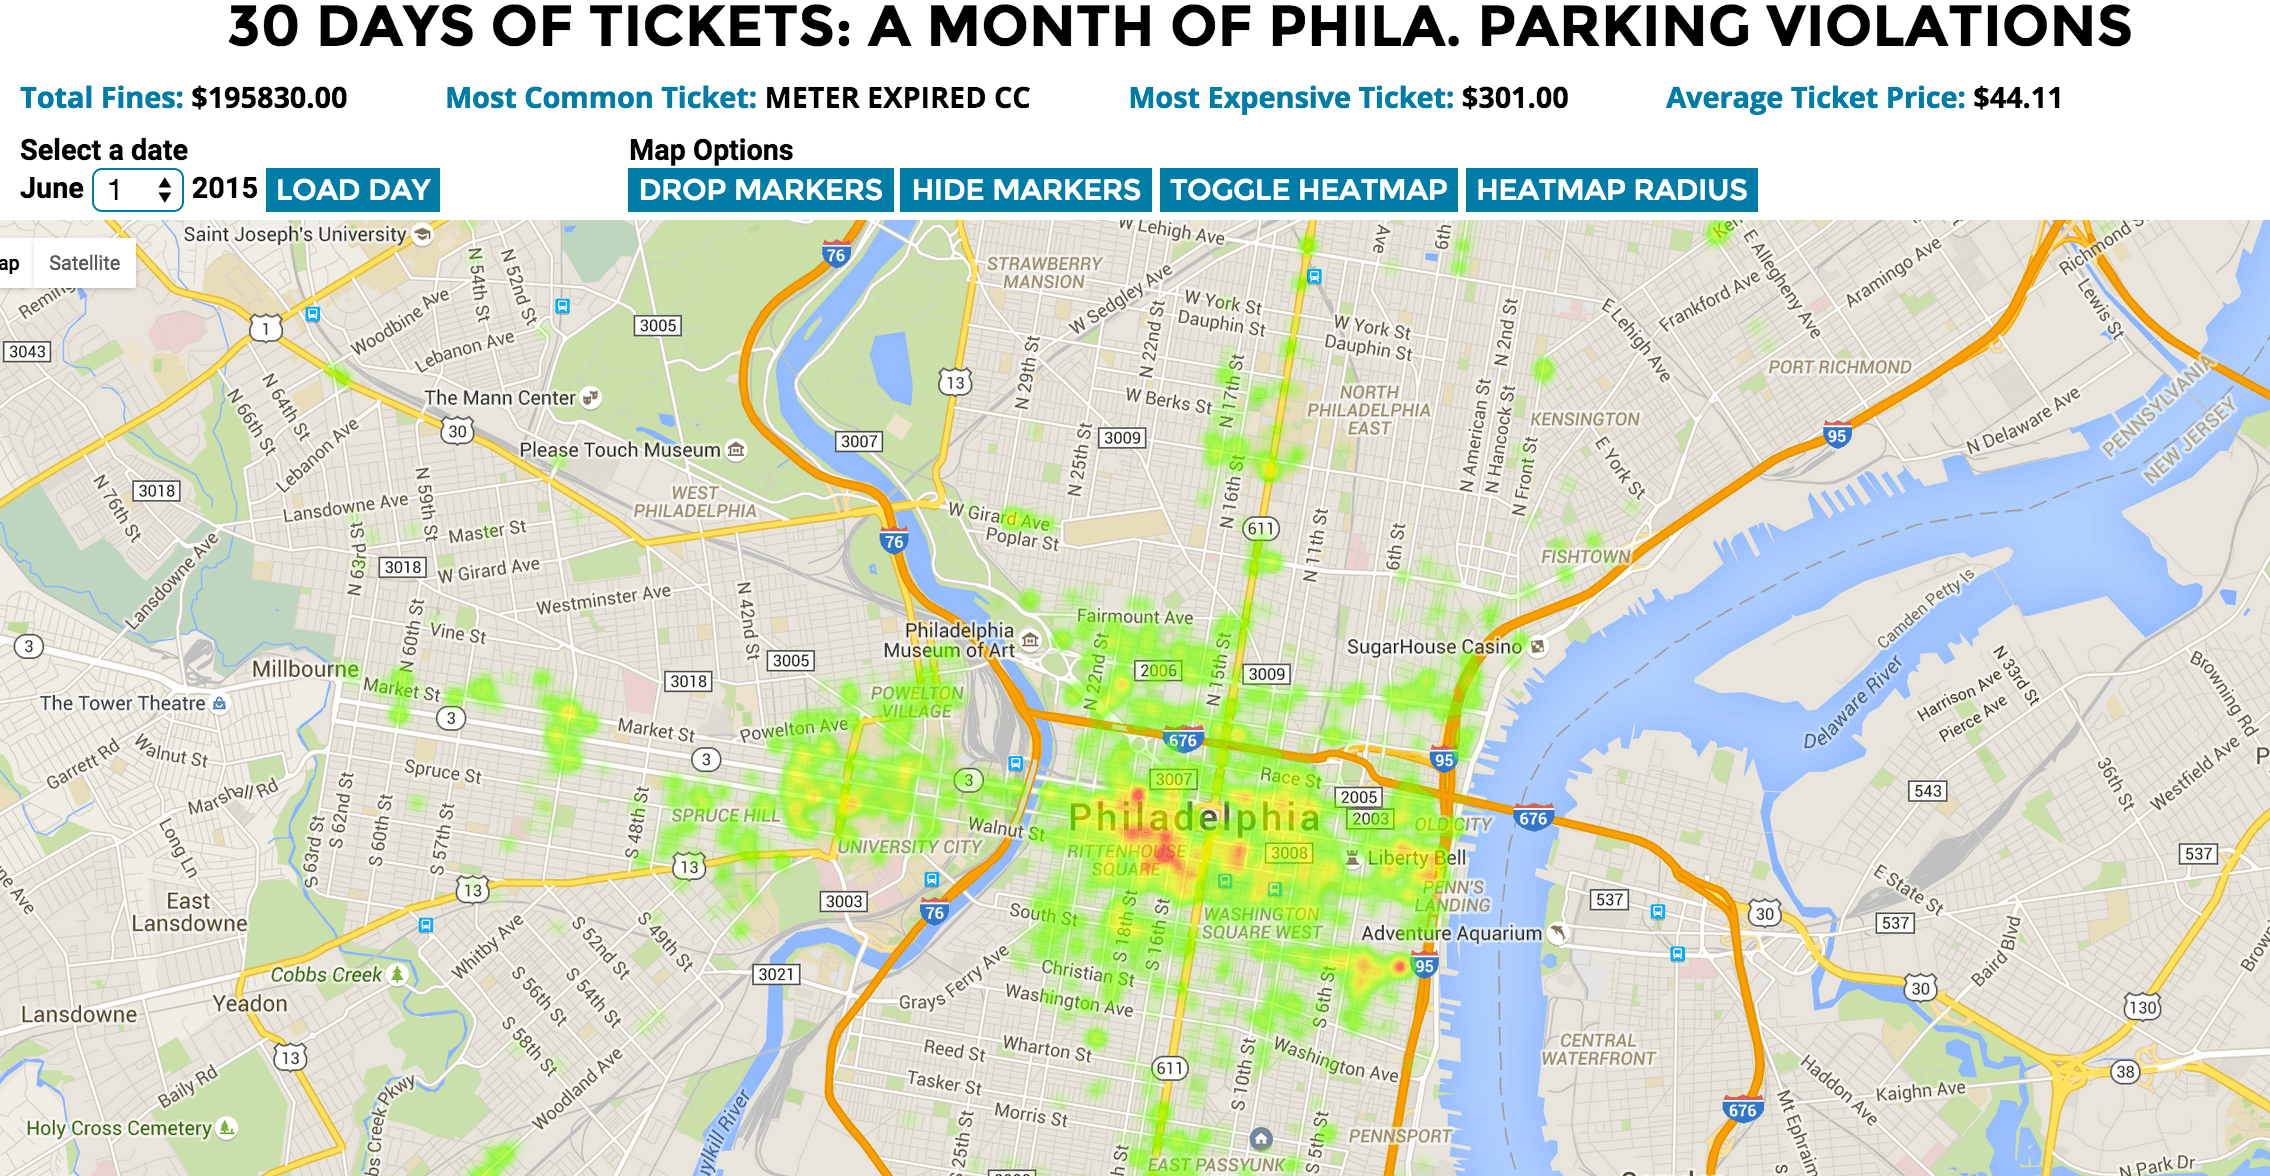 30 DAYS OF TICKETS: A MONTH OF PHILA. PARKING VIOLATIONS
Total Fines: $195830.00 Most Common Ticket: METER EXPIRED CC Most Expensive Ticket: $301.00 Average Ticket Price: $44.11
Select a date Map Options
June 1 2015 LOAD DAY DROP MARKERS HIDE MARKERS TOGGLE HEATMAP HEATMAP RADIUS
ap Satellite
Saint Joseph's University
W Lehigh Ave
Ave
6th
E Allegheny Ave
Richmond S
76
STRAWBERRY
MANSION
N 54th St
N 52nd St
W Sedgley Ave
Aramingo Ave
Frankford Ave
Lewis St
Woodbine Ave
Lebanon Ave
3005
1
3043
W York St
Dauphin St
N 22nd St
W York St
Dauphin St
N 2nd St
E Lehigh Ave
PORT RICHMOND
PENNSYLVANIA
NEW JERSEY
N 29th St
N 17th St
13
N 64th St
N 66th St
The Mann Center
30
W Berks St
NORTH
PHILADELPHIA
EAST
N American St
N Hancock St
KENSINGTON
N Delaware Ave
95
Please Touch Museum
3007
3009
Lebanon Ave
N 25th St
N 16th St
N Front St
E York St
N 76th St
3018
N 59th St
WEST
PHILADELPHIA
Lansdowne Ave
Master St
W Girard Ave
Poplar St
611
N 11th St
6th St
FISHTOWN
76
N 63rd St
3018
W Girard Ave
Lansdowne Ave
Westminster Ave
N 42nd St
Camden Petty Is
Fairmount Ave
N 60th St
Vine St
Philadelphia
Museum of Art
SugarHouse Casino
3
Millbourne
3005
2006
3009
N 22nd St
N 15th St
3018
The Tower Theatre
Market St
3
POWELTON
VILLAGE
Delaware River
N 33rd St
Harrison Ave
Pierce Ave
Browning Rd
Market St
Powelton Ave
676
95
Garrett Rd
Walnut St
3
3
3007
Race St
Spruce St
Marshall Rd
2005
543
36th St
Westfield Ave
P
S 62nd St
S 48th St
SPRUCE HILL
Philadelphia
2003
OLD CITY
676
Walnut St
UNIVERSITY CITY
RITTENHOUSE
SQUARE
3008
Liberty Bell
537
Long Ln
S 63rd St
S 60th St
S 57th St
13
13
PENN'S
LANDING
E State St
East
Lansdowne
3003
76
South St
S 18th St
S 16th St
WASHINGTON
SQUARE WEST
537
30
537
Adventure Aquarium
Whitby Ave
S 52nd St
S 49th St
Baird Blvd
Cobbs Creek
3021
Christian St
95
S 56th St
S 54th St
Grays Ferry Ave
Washington Ave
S 6th St
30
130
Yeadon
Lansdowne
S 58th St
13
CENTRAL
WATERFRONT
Reed St
Wharton St
Washington Ave
611
S 10th St
Tasker St
Morris St
38
Baily Rd
Woodland Ave
Haddon Ave
Kaighn Ave
Holy Cross Cemetery
676
Mt Ephraim
S 25th St
S 5th St
PENNSPORT
EAST PASSYUNK
N Park Dr